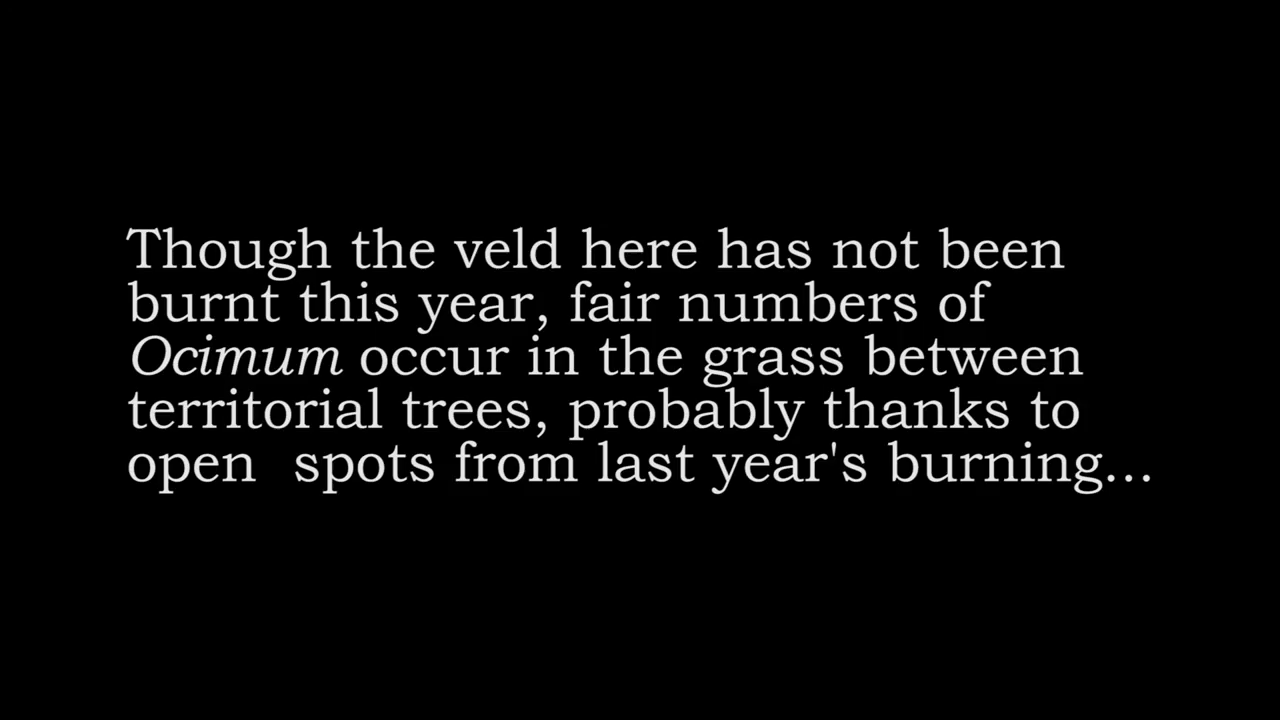 Though the veld here has not been
burnt this year, fair numbers of
Ocimum occur in the grass between
territorial trees, probably thanks to
open  spots from last year's burning...